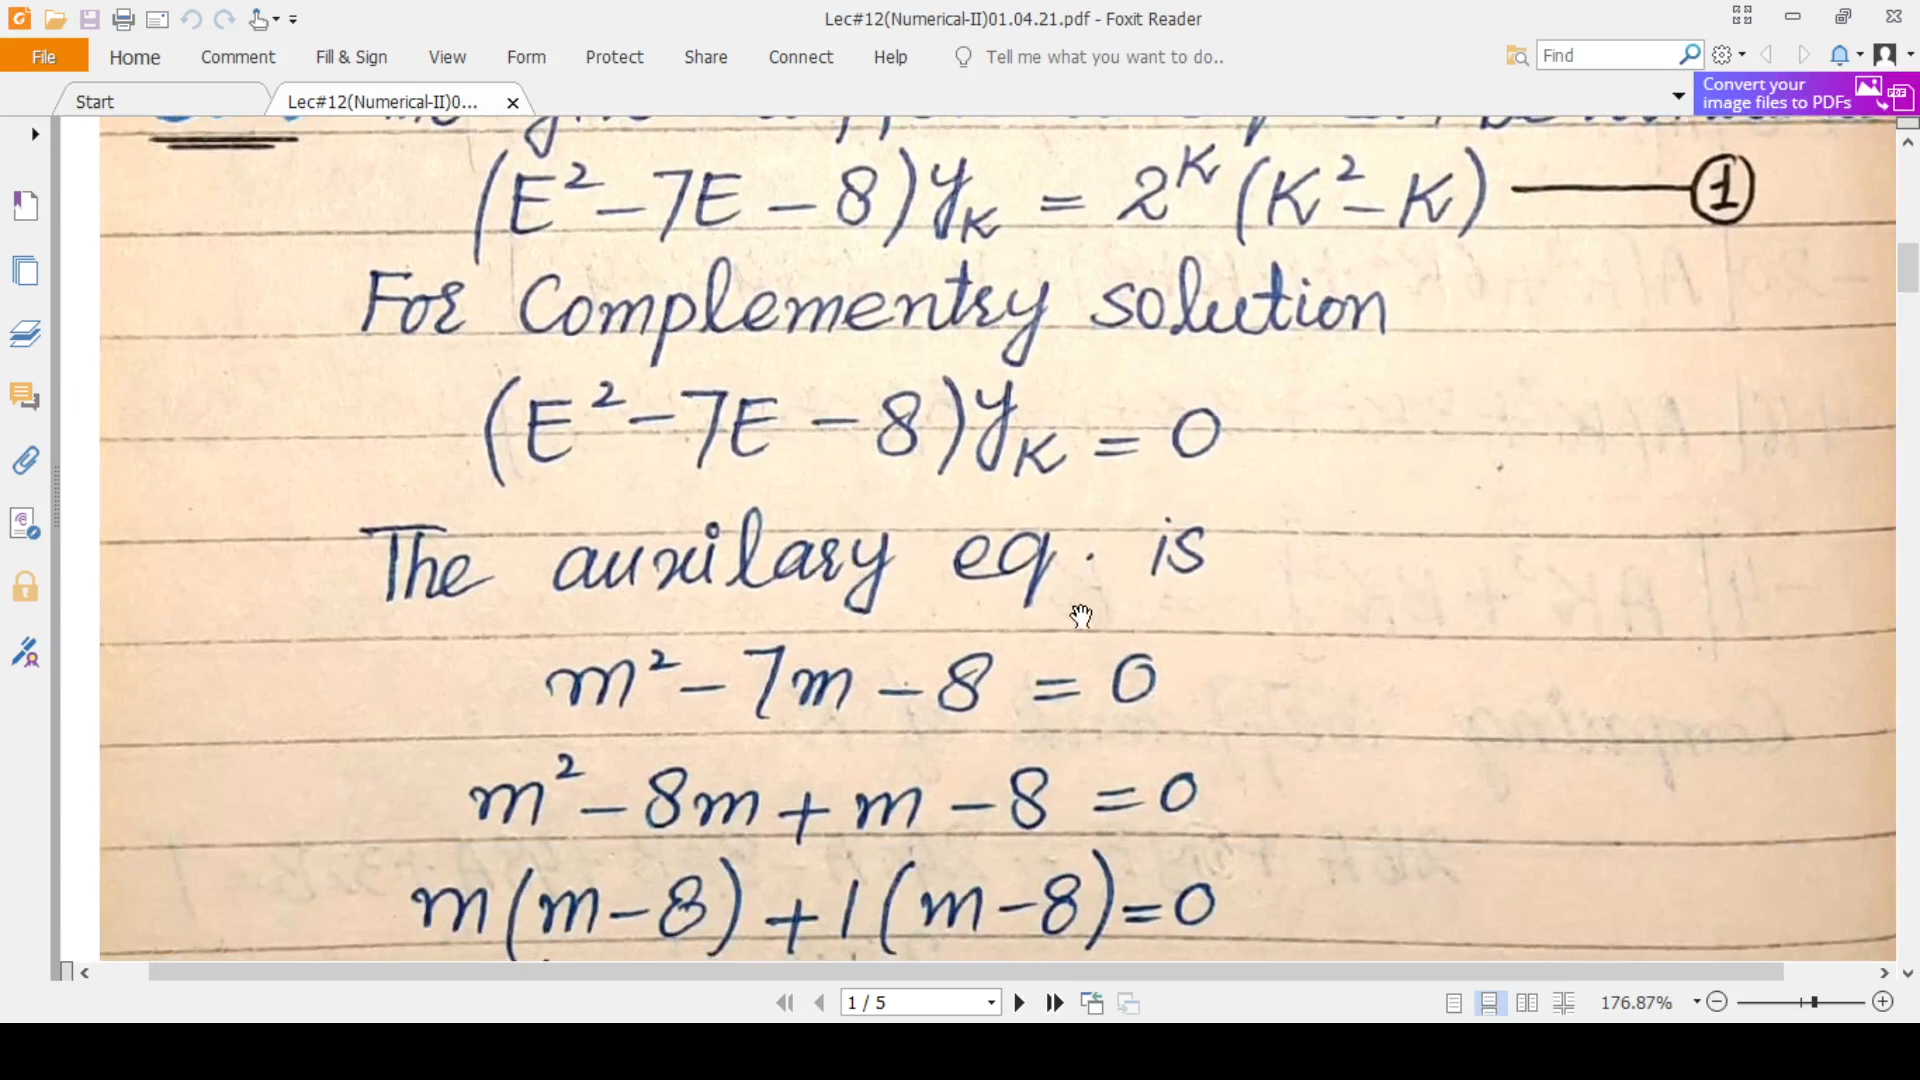 Lec#12(Numerical-II)01.04.21.pdf - Foxit Reader
File Home Comment Fill & Sign View Form Protect Share Connect Help Tell me what you want to do.. Find
Start Lec#12(Numerical-II)0... Convert your
image files to PDFs
(E² - 7E - 8)y_K = 2^K (K² - K) ——— ①
For Complementry solution
(E² - 7E - 8)y_K = 0
The auxilary eq. is
m² - 7m - 8 = 0
m² - 8m + m - 8 = 0
m(m - 8) + 1(m - 8) = 0
1 / 5 176.87%